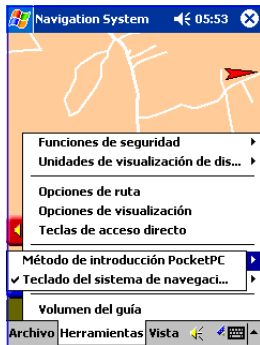 Navigation System 05:53
Funciones de seguridad
Unidades de visualización de dis...
Opciones de ruta
Opciones de visualización
Teclas de acceso directo
Método de introducción PocketPC
Teclado del sistema de navegaci...
Volumen del guía
Archivo Herramientas Vista